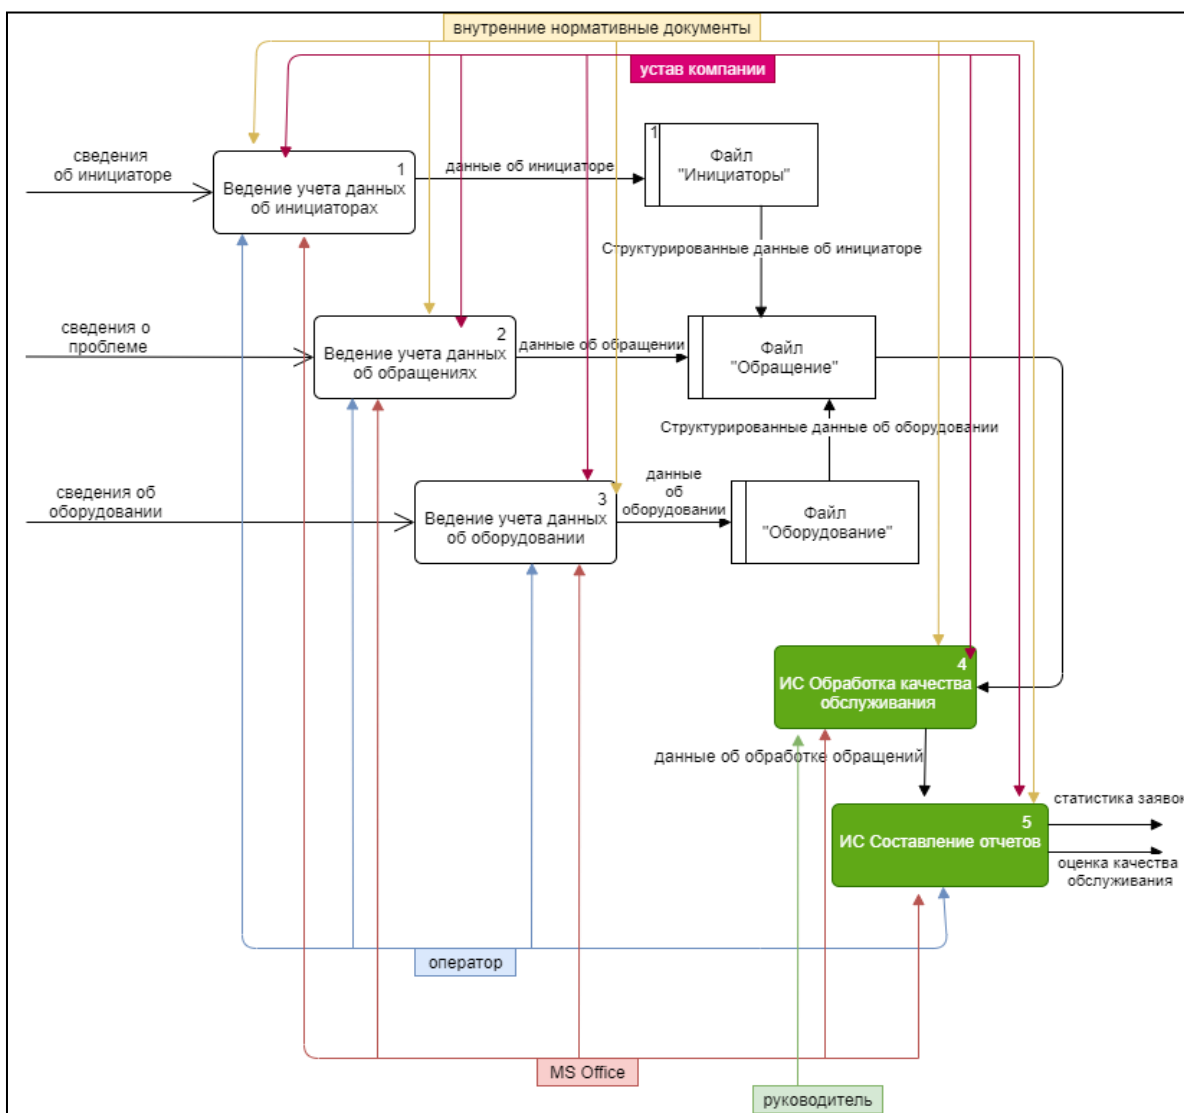 внутренние нормативные документы
устав компании
сведения
об инициаторе
1
Ведение учета данных
об инициаторах
данные об инициаторе
1
Файл
"Инициаторы"
Структурированные данные об инициаторе
сведения о
проблеме
2
Ведение учета данных
об обращениях
данные об обращении
Файл
"Обращение"
Структурированные данные об оборудовании
сведения об
оборудовании
3
Ведение учета данных
об оборудовании
данные
об
оборудовании
Файл
"Оборудование"
4
ИС Обработка качества
обслуживания
данные об обработке обращений
5
ИС Составление отчетов
статистика заявок
оценка качества
обслуживания
оператор
MS Office
руководитель